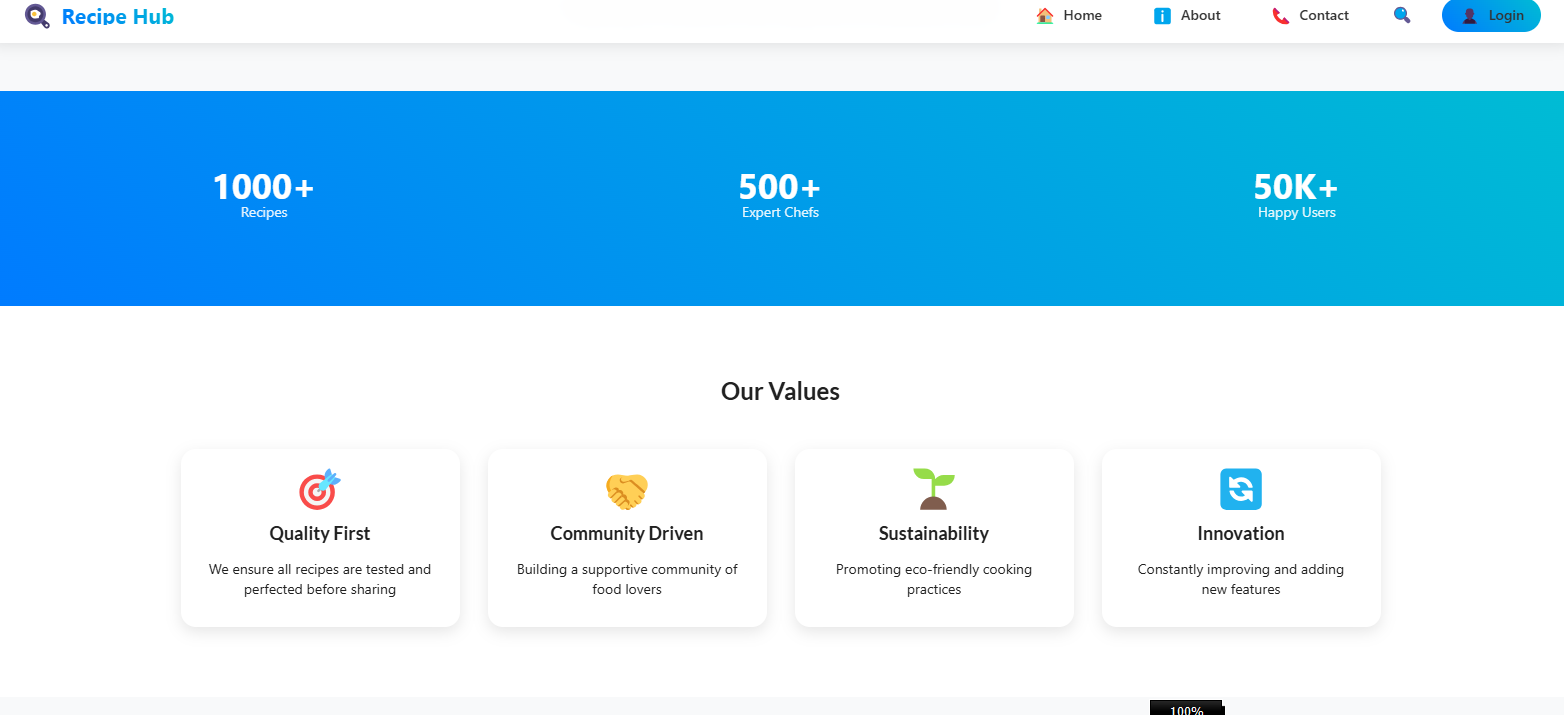 Recipe Hub
Home
About
Contact
Login
1000+
Recipes
500+
Expert Chefs
50K+
Happy Users
Our Values
Quality First
We ensure all recipes are tested and
perfected before sharing
Community Driven
Building a supportive community of
food lovers
Sustainability
Promoting eco-friendly cooking
practices
Innovation
Constantly improving and adding
new features
100%